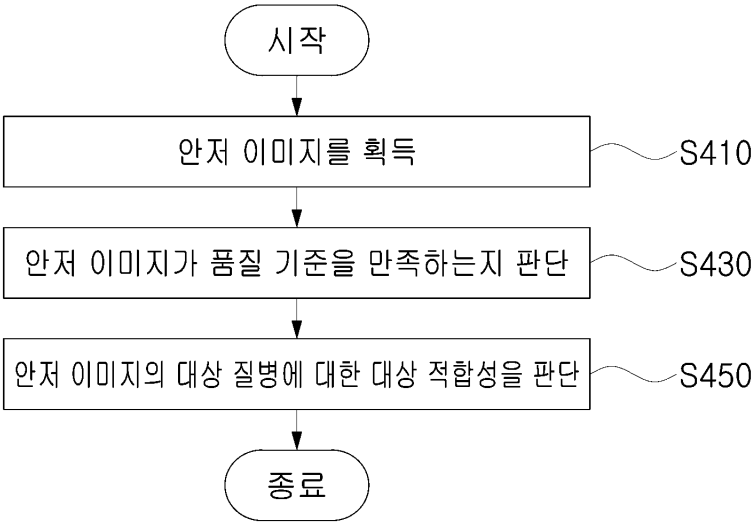 시작
안저 이미지를 획득
S410
안저 이미지가 품질 기준을 만족하는지 판단
S430
안저 이미지의 대상 질병에 대한 대상 적합성을 판단
S450
종료